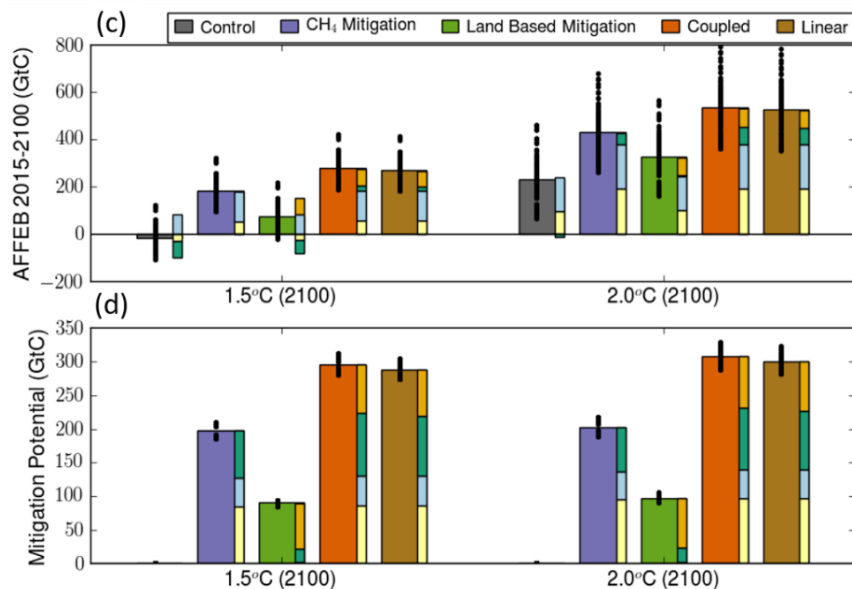 (c)
Control CH₄ Mitigation Land Based Mitigation Coupled Linear
AFFEB 2015-2100 (GtC)
800
600
400
200
0
−200
1.5°C (2100) 2.0°C (2100)
(d)
Mitigation Potential (GtC)
350
300
250
200
150
100
50
0
1.5°C (2100) 2.0°C (2100)